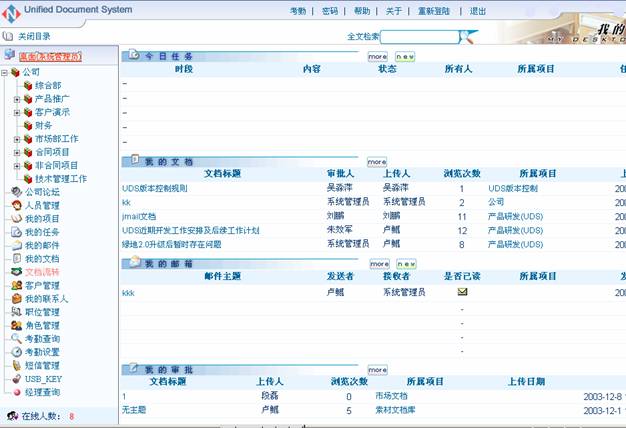 Unified Document System
考勤 | 密码 | 帮助 | 关于 | 重新登陆 | 退出
关闭目录
全文检索
我的
MY DESKTO
桌面(系统管理员)
公司
综合部
产品推广
客户演示
财务
市场部工作
合同项目
非合同项目
技术管理工作
公司论坛
人员管理
我的项目
我的任务
我的邮件
我的文档
文档流转
客户管理
我的联系人
职位管理
角色管理
考勤查询
考勤设置
短信管理
USB_KEY
经理查询
在线人数: 8
今日任务 more new
时段 内容 状态 所有人 所属项目
–
–
–
–
我的文档 more
文档标题 审批人 上传人 浏览次数 所属项目 上
UDS版本控制规则 吴淼萍 吴淼萍 1 UDS版本控制 200
kk 系统管理员 系统管理员 2 公司 200
jmail文档 刘鹏 刘鹏 11 产品研发(UDS) 200
UDS近期开发工作安排及后续工作计划 朱效军 卢鲲 12 产品研发(UDS) 200
绿地2.0升级后暂时存在问题 系统管理员 卢鲲 8 产品研发(UDS) 200
我的邮箱 more new
邮件主题 发送者 接收者 是否已读 所属项目 发
kkk 卢鲲 系统管理员 200
-
-
-
-
我的审批 more
文档标题 上传人 浏览次数 所属项目 上传日期
1 段磊 0 市场文档 2003-12-8
无主题 卢鲲 5 素材文档库 2003-12-1